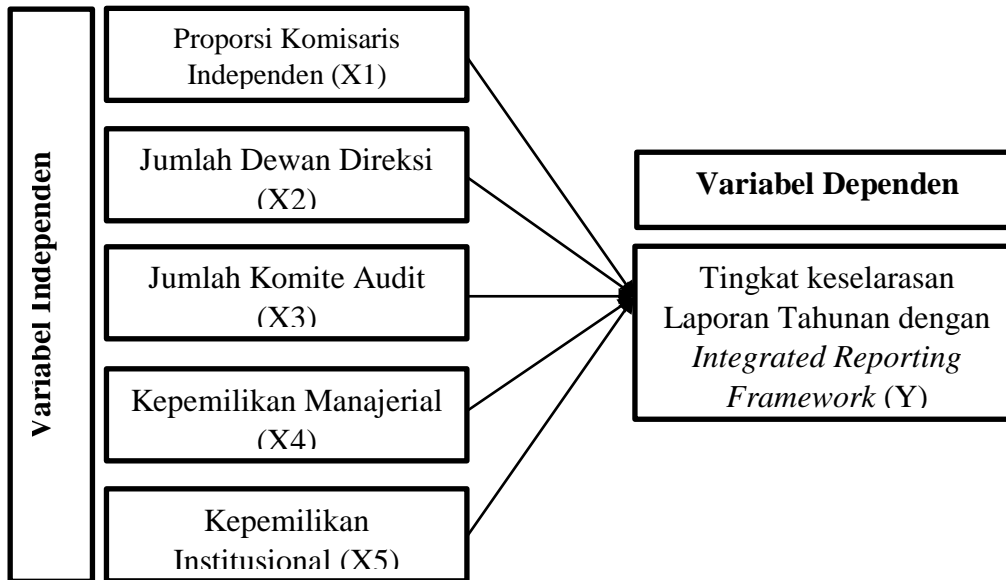 Variabel Independen
Proporsi Komisaris
Independen (X1)
Jumlah Dewan Direksi
(X2)
Jumlah Komite Audit
(X3)
Kepemilikan Manajerial
(X4)
Kepemilikan
Institusional (X5)
Variabel Dependen
Tingkat keselarasan
Laporan Tahunan dengan
Integrated Reporting
Framework (Y)